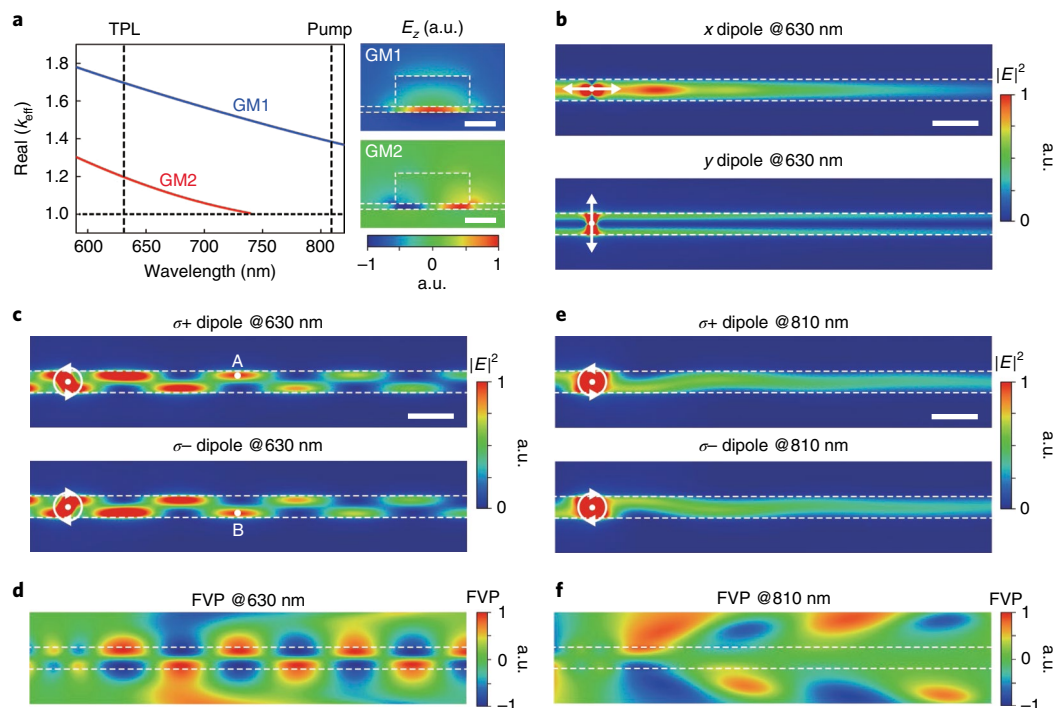 a
TPL
Pump
Real (k_eff)
1.8
1.6
1.4
1.2
1.0
GM1
GM2
600
650
700
750
800
Wavelength (nm)
E_z (a.u.)
GM1
GM2
−1
0
1
a.u.
b
x dipole @630 nm
y dipole @630 nm
|E|²
1
0
a.u.
c
σ+ dipole @630 nm
A
σ− dipole @630 nm
B
|E|²
1
0
a.u.
e
σ+ dipole @810 nm
σ− dipole @810 nm
|E|²
1
0
a.u.
d
FVP @630 nm
FVP
1
0
−1
a.u.
f
FVP @810 nm
FVP
1
0
−1
a.u.